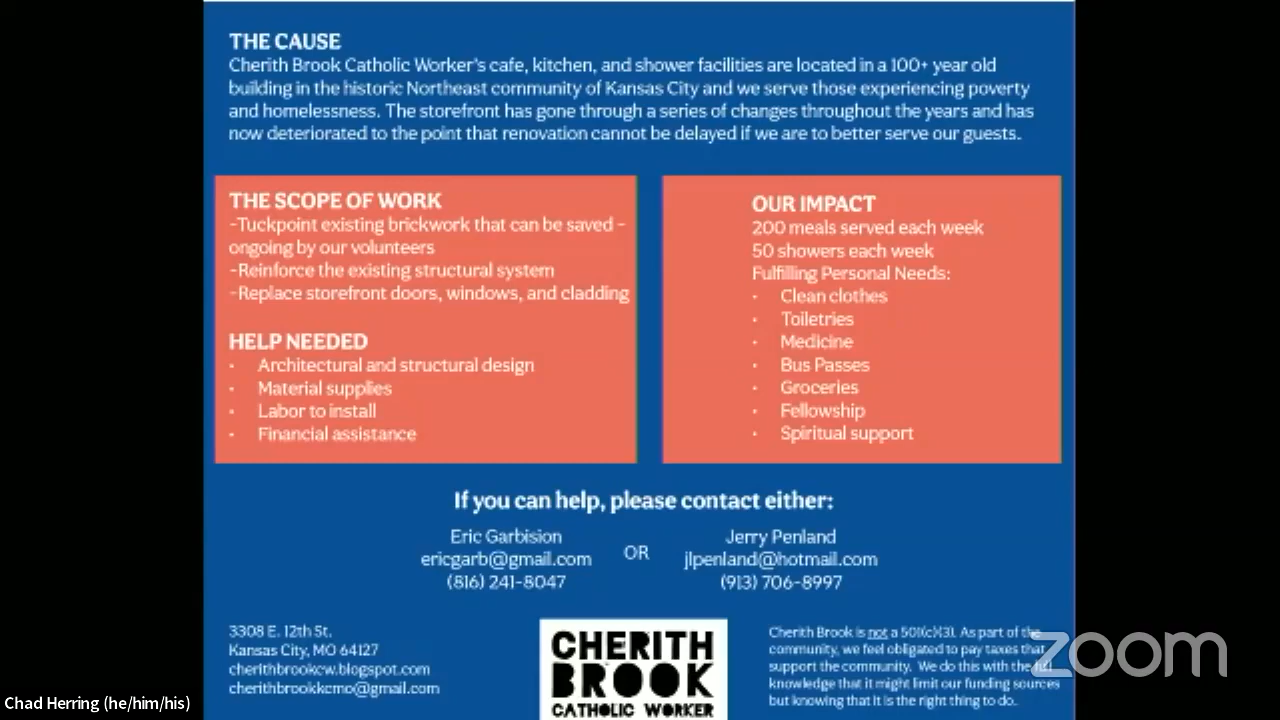 THE CAUSE
Cherith Brook Catholic Worker's cafe, kitchen, and shower facilities are located in a 100+ year old
building in the historic Northeast community of Kansas City and we serve those experiencing poverty
and homelessness. The storefront has gone through a series of changes throughout the years and has
now deteriorated to the point that renovation cannot be delayed if we are to better serve our guests.
THE SCOPE OF WORK
-Tuckpoint existing brickwork that can be saved -
ongoing by our volunteers
-Reinforce the existing structural system
-Replace storefront doors, windows, and cladding
HELP NEEDED
• Architectural and structural design
• Material supplies
• Labor to install
• Financial assistance
OUR IMPACT
200 meals served each week
50 showers each week
Fulfilling Personal Needs:
• Clean clothes
• Toiletries
• Medicine
• Bus Passes
• Groceries
• Fellowship
• Spiritual support
If you can help, please contact either:
Eric Garbision
ericgarb@gmail.com
(816) 241-8047
OR
Jerry Penland
jlpenland@hotmail.com
(913) 706-8997
3308 E. 12th St.
Kansas City, MO 64127
cherithbrookcw.blogspot.com
cherithbrookkcmo@gmail.com
CHERITH
BROOK
CATHOLIC WORKER
Cherith Brook is not a 501(c)(3). As part of the
community, we feel obligated to pay taxes that
support the community. We do this with the full
knowledge that it might limit our funding sources
but knowing that it is the right thing to do.
zoom
Chad Herring (he/him/his)